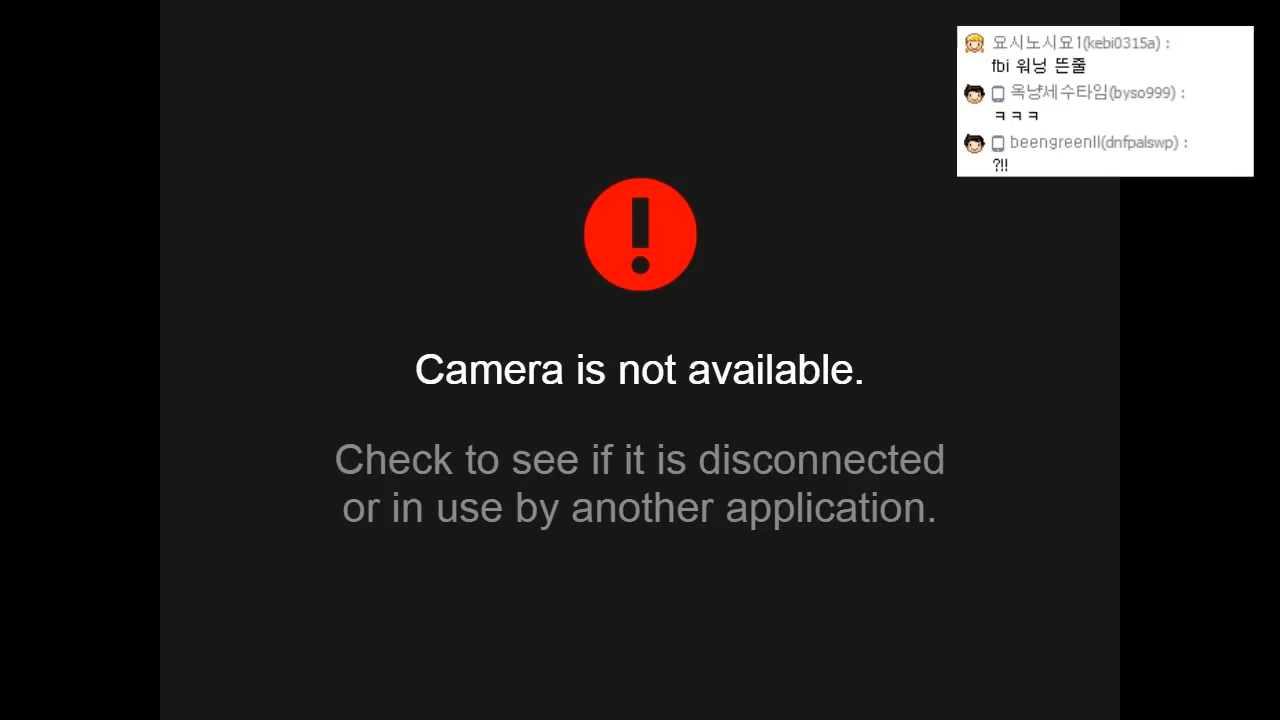 요시노시요1(kebi0315a) :
fbi 워닝 뜬줄
옥냥세수타임(byso999) :
ㅋㅋㅋ
beengreenII(dnfpalswp) :
?!!
Camera is not available.
Check to see if it is disconnected
or in use by another application.